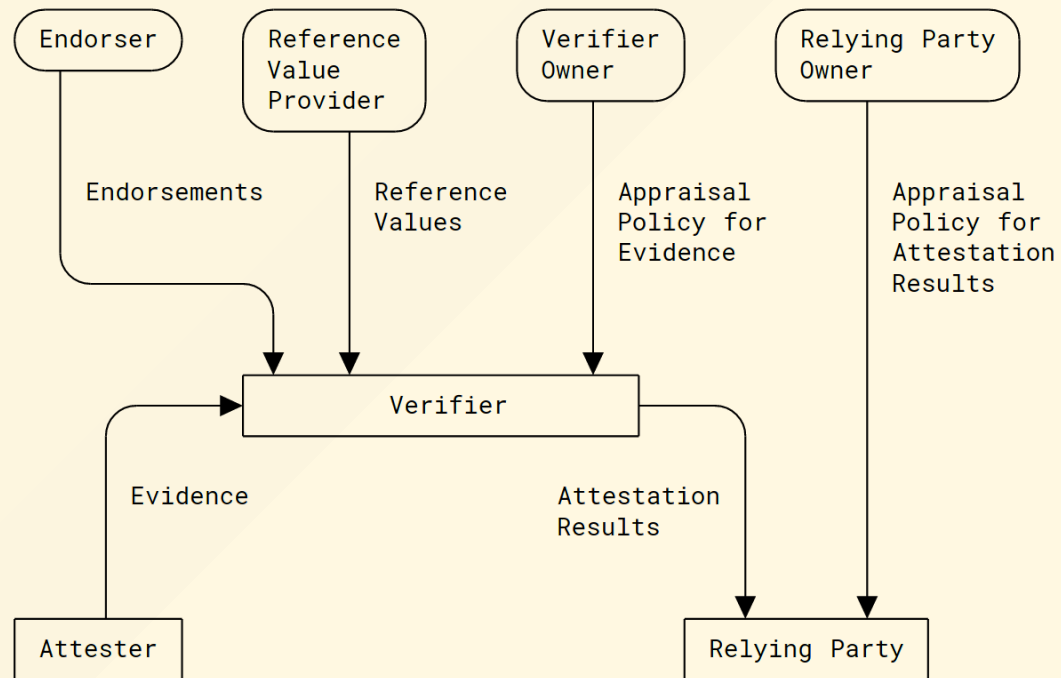 Endorser
Reference
Value
Provider
Verifier
Owner
Relying Party
Owner
Endorsements
Reference
Values
Appraisal
Policy for
Evidence
Appraisal
Policy for
Attestation
Results
Verifier
Evidence
Attestation
Results
Attester
Relying Party